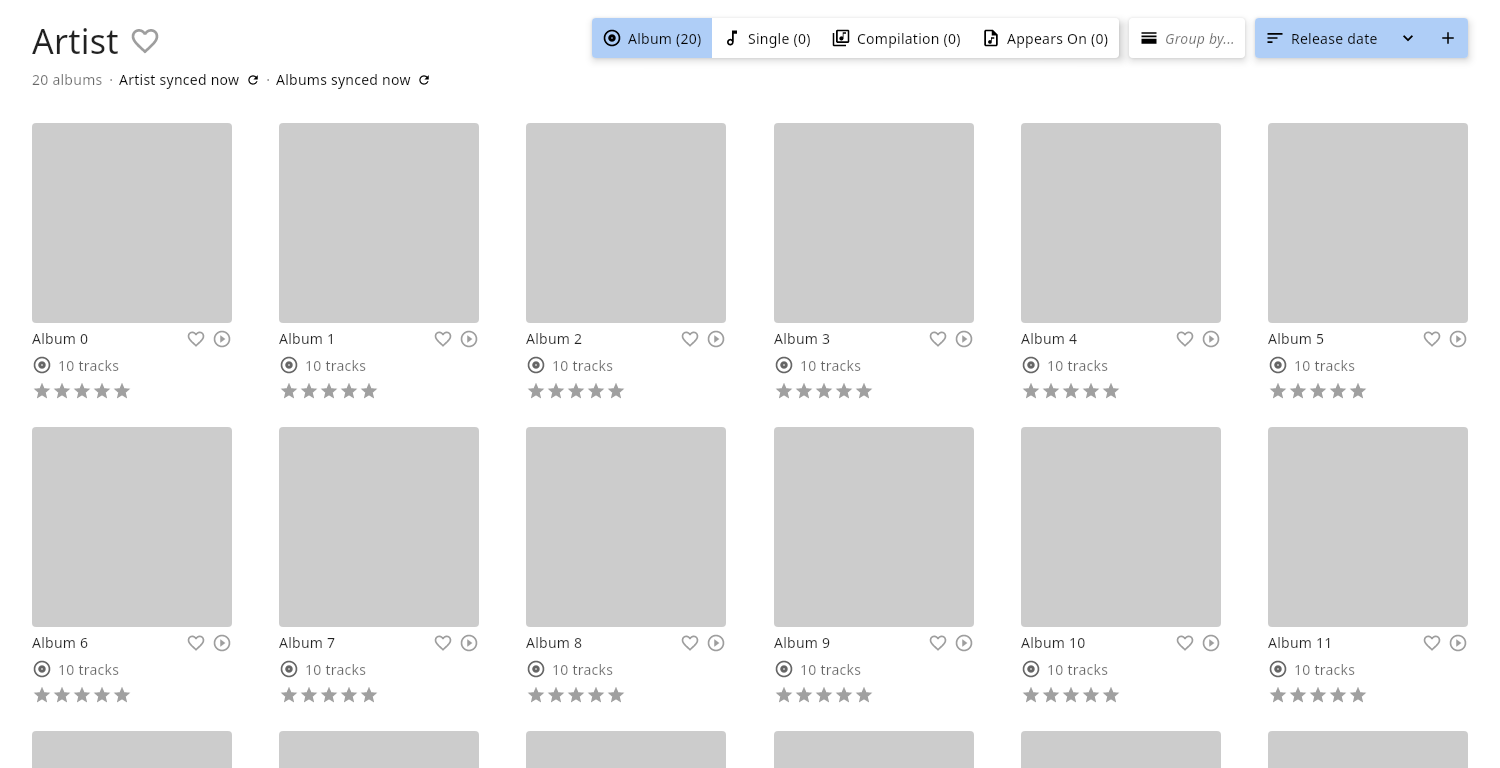 Artist
Album (20) Single (0) Compilation (0) Appears On (0) Group by... Release date
20 albums · Artist synced now · Albums synced now
Album 0 Album 1 Album 2 Album 3 Album 4 Album 5
10 tracks 10 tracks 10 tracks 10 tracks 10 tracks 10 tracks
Album 6 Album 7 Album 8 Album 9 Album 10 Album 11
10 tracks 10 tracks 10 tracks 10 tracks 10 tracks 10 tracks